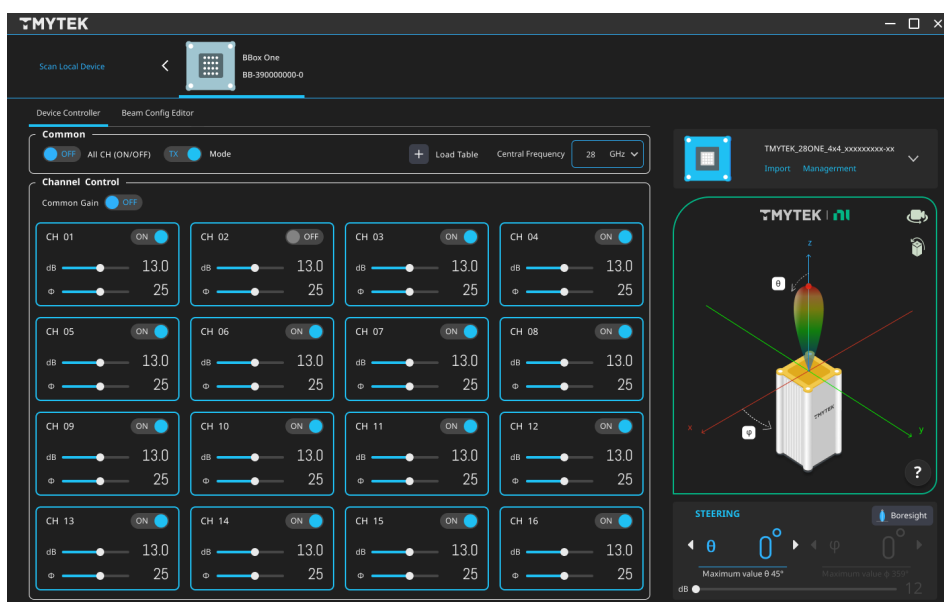 TMYTEK
Scan Local Device
BBox One
BB-390000000-0
Device Controller Beam Config Editor
Common
OFF All CH (ON/OFF) TX Mode + Load Table Central Frequency 28 GHz
Channel Control
Common Gain OFF
CH 01 ON CH 02 OFF CH 03 ON CH 04 ON
dB 13.0 dB 13.0 dB 13.0 dB 13.0
Φ 25 Φ 25 Φ 25 Φ 25
CH 05 ON CH 06 ON CH 07 ON CH 08 ON
dB 13.0 dB 13.0 dB 13.0 dB 13.0
Φ 25 Φ 25 Φ 25 Φ 25
CH 09 ON CH 10 ON CH 11 ON CH 12 ON
dB 13.0 dB 13.0 dB 13.0 dB 13.0
Φ 25 Φ 25 Φ 25 Φ 25
CH 13 ON CH 14 ON CH 15 ON CH 16 ON
dB 13.0 dB 13.0 dB 13.0 dB 13.0
Φ 25 Φ 25 Φ 25 Φ 25
TMYTEK_28ONE_4x4_xxxxxxxxx-xx
Import Managerment
TMYTEK | ni
z
θ
TMYTEK
x φ y
?
STEERING Boresight
θ 0° φ 0°
Maximum value θ 45° Maximum value φ 359°
dB 12